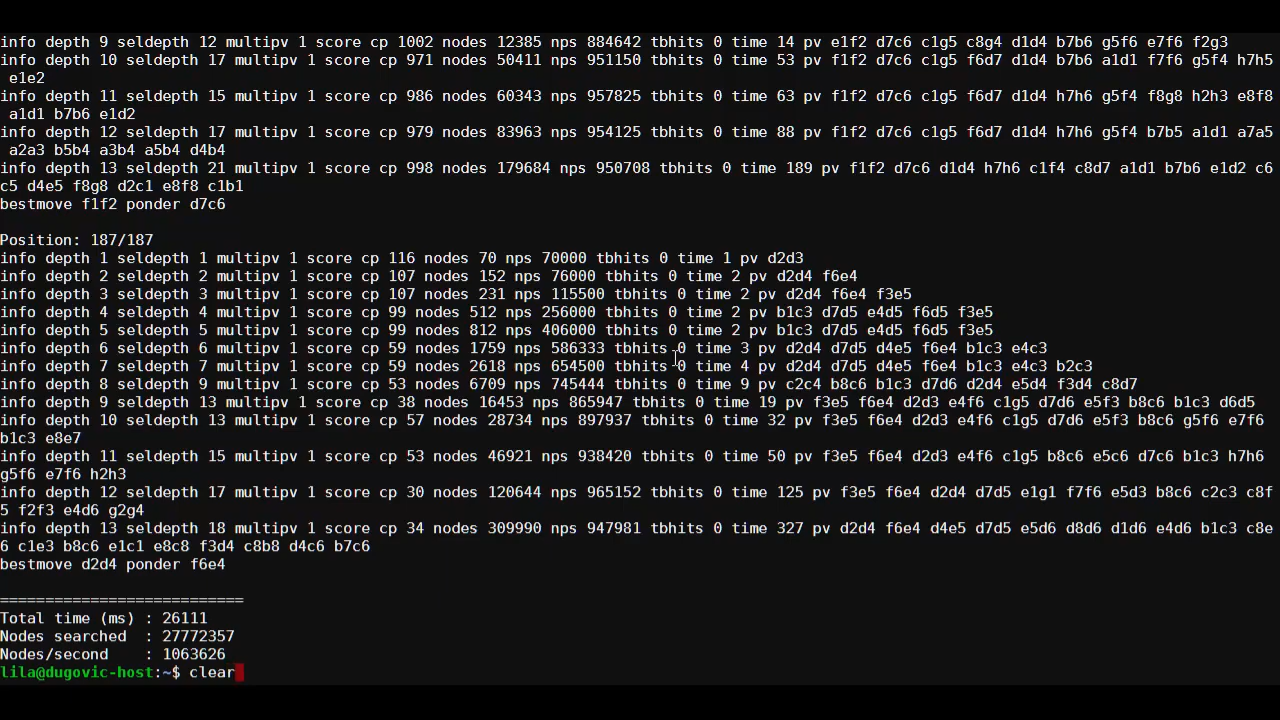 info depth 9 seldepth 12 multipv 1 score cp 1002 nodes 12385 nps 884642 tbhits 0 time 14 pv e1f2 d7c6 c1g5 c8g4 d1d4 b7b6 g5f6 e7f6 f2g3
info depth 10 seldepth 17 multipv 1 score cp 971 nodes 50411 nps 951150 tbhits 0 time 53 pv f1f2 d7c6 c1g5 f6d7 d1d4 b7b6 a1d1 f7f6 g5f4 h7h5
e1e2
info depth 11 seldepth 15 multipv 1 score cp 986 nodes 60343 nps 957825 tbhits 0 time 63 pv f1f2 d7c6 c1g5 f6d7 d1d4 h7h6 g5f4 f8g8 h2h3 e8f8
a1d1 b7b6 e1d2
info depth 12 seldepth 17 multipv 1 score cp 979 nodes 83963 nps 954125 tbhits 0 time 88 pv f1f2 d7c6 c1g5 f6d7 d1d4 h7h6 g5f4 b7b5 a1d1 a7a5
a2a3 b5b4 a3b4 a5b4 d4b4
info depth 13 seldepth 21 multipv 1 score cp 998 nodes 179684 nps 950708 tbhits 0 time 189 pv f1f2 d7c6 d1d4 h7h6 c1f4 c8d7 a1d1 b7b6 e1d2 c6
c5 d4e5 f8g8 d2c1 e8f8 c1b1
bestmove f1f2 ponder d7c6
Position: 187/187
info depth 1 seldepth 1 multipv 1 score cp 116 nodes 70 nps 70000 tbhits 0 time 1 pv d2d3
info depth 2 seldepth 2 multipv 1 score cp 107 nodes 152 nps 76000 tbhits 0 time 2 pv d2d4 f6e4
info depth 3 seldepth 3 multipv 1 score cp 107 nodes 231 nps 115500 tbhits 0 time 2 pv d2d4 f6e4 f3e5
info depth 4 seldepth 4 multipv 1 score cp 99 nodes 512 nps 256000 tbhits 0 time 2 pv b1c3 d7d5 e4d5 f6d5 f3e5
info depth 5 seldepth 5 multipv 1 score cp 99 nodes 812 nps 406000 tbhits 0 time 2 pv b1c3 d7d5 e4d5 f6d5 f3e5
info depth 6 seldepth 6 multipv 1 score cp 59 nodes 1759 nps 586333 tbhits 0 time 3 pv d2d4 d7d5 d4e5 f6e4 b1c3 e4c3
info depth 7 seldepth 7 multipv 1 score cp 59 nodes 2618 nps 654500 tbhits 0 time 4 pv d2d4 d7d5 d4e5 f6e4 b1c3 e4c3 b2c3
info depth 8 seldepth 9 multipv 1 score cp 53 nodes 6709 nps 745444 tbhits 0 time 9 pv c2c4 b8c6 b1c3 d7d6 d2d4 e5d4 f3d4 c8d7
info depth 9 seldepth 13 multipv 1 score cp 38 nodes 16453 nps 865947 tbhits 0 time 19 pv f3e5 f6e4 d2d3 e4f6 c1g5 d7d6 e5f3 b8c6 b1c3 d6d5
info depth 10 seldepth 13 multipv 1 score cp 57 nodes 28734 nps 897937 tbhits 0 time 32 pv f3e5 f6e4 d2d3 e4f6 c1g5 d7d6 e5f3 b8c6 g5f6 e7f6
b1c3 e8e7
info depth 11 seldepth 15 multipv 1 score cp 53 nodes 46921 nps 938420 tbhits 0 time 50 pv f3e5 f6e4 d2d3 e4f6 c1g5 b8c6 e5c6 d7c6 b1c3 h7h6
g5f6 e7f6 h2h3
info depth 12 seldepth 17 multipv 1 score cp 30 nodes 120644 nps 965152 tbhits 0 time 125 pv f3e5 f6e4 d2d4 d7d5 e1g1 f7f6 e5d3 b8c6 c2c3 c8f
5 f2f3 e4d6 g2g4
info depth 13 seldepth 18 multipv 1 score cp 34 nodes 309990 nps 947981 tbhits 0 time 327 pv d2d4 f6e4 d4e5 d7d5 e5d6 d8d6 d1d6 e4d6 b1c3 c8e
6 c1e3 b8c6 e1c1 e8c8 f3d4 c8b8 d4c6 b7c6
bestmove d2d4 ponder f6e4
===========================
Total time (ms) : 26111
Nodes searched  : 27772357
Nodes/second    : 1063626
lila@dugovic-host:~$ clear